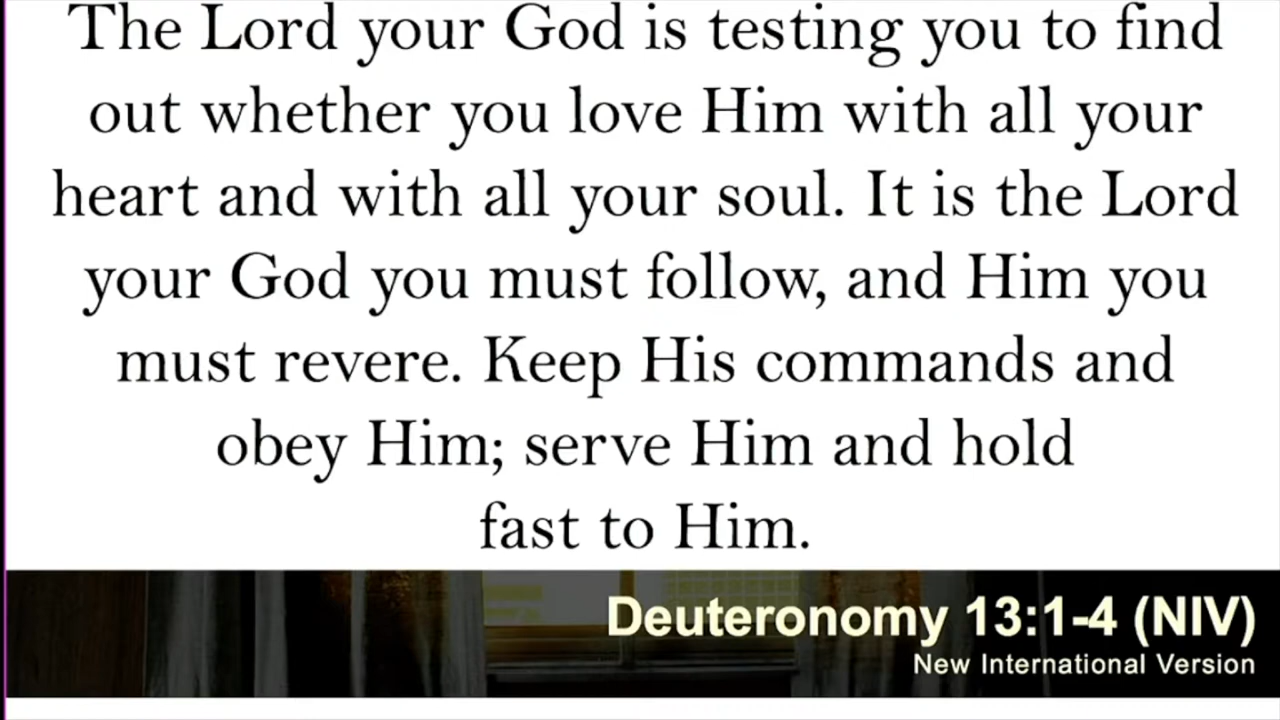 The Lord your God is testing you to find
out whether you love Him with all your
heart and with all your soul. It is the Lord
your God you must follow, and Him you
must revere. Keep His commands and
obey Him; serve Him and hold
fast to Him.
Deuteronomy 13:1-4 (NIV)
New International Version